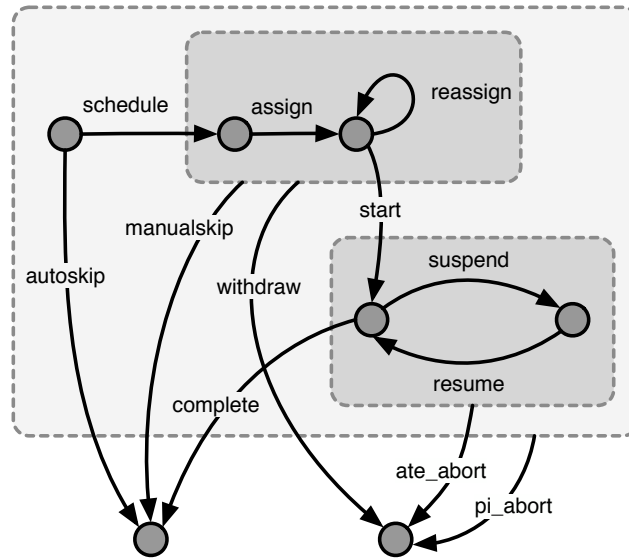 schedule
assign
reassign
start
manualskip
autoskip
withdraw
suspend
resume
complete
ate_abort
pi_abort